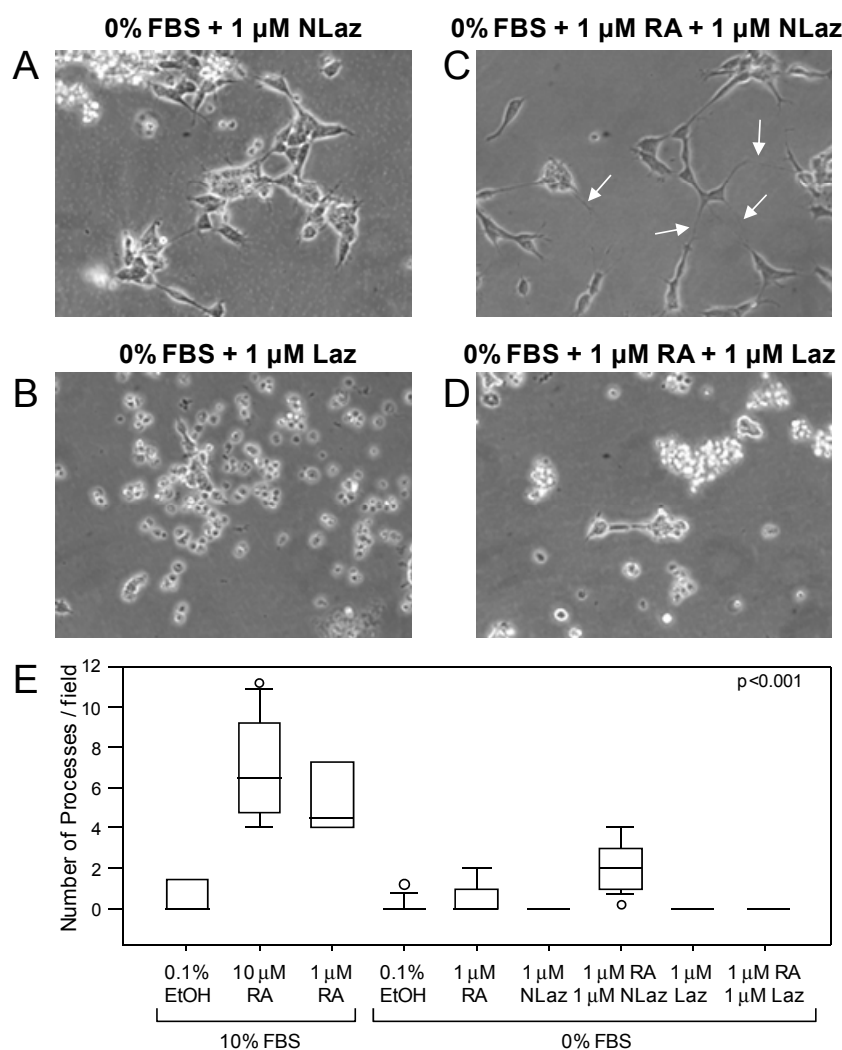 0% FBS + 1 µM NLaz
0% FBS + 1 µM RA + 1 µM NLaz
A
C
0% FBS + 1 µM Laz
0% FBS + 1 µM RA + 1 µM Laz
B
D
E
Number of Processes / field
12
10
8
6
4
2
0
p<0.001
0.1%
EtOH
10 µM
RA
1 µM
RA
0.1%
EtOH
1 µM
RA
1 µM
NLaz
1 µM RA
1 µM NLaz
1 µM
Laz
1 µM RA
1 µM Laz
10% FBS
0% FBS